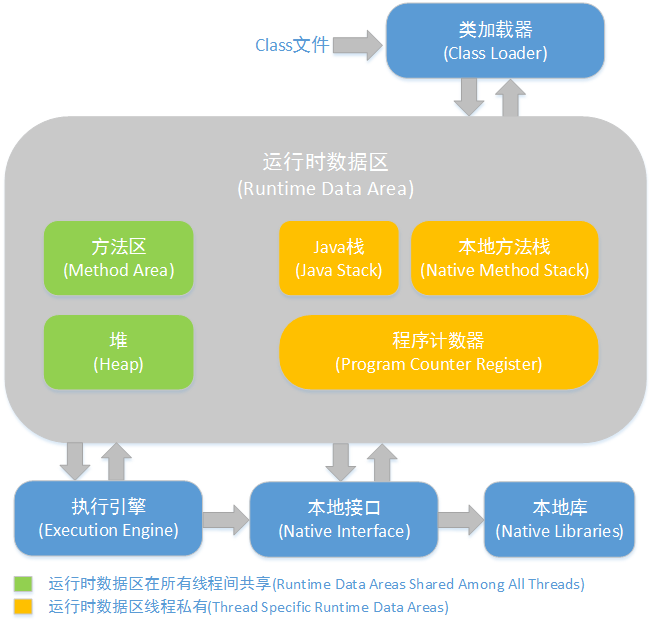 类加载器
(Class Loader)
Class文件
运行时数据区
(Runtime Data Area)
方法区
(Method Area)
Java栈
(Java Stack)
本地方法栈
(Native Method Stack)
堆
(Heap)
程序计数器
(Program Counter Register)
执行引擎
(Execution Engine)
本地接口
(Native Interface)
本地库
(Native Libraries)
运行时数据区在所有线程间共享(Runtime Data Areas Shared Among All Threads)
运行时数据区线程私有(Thread Specific Runtime Data Areas)